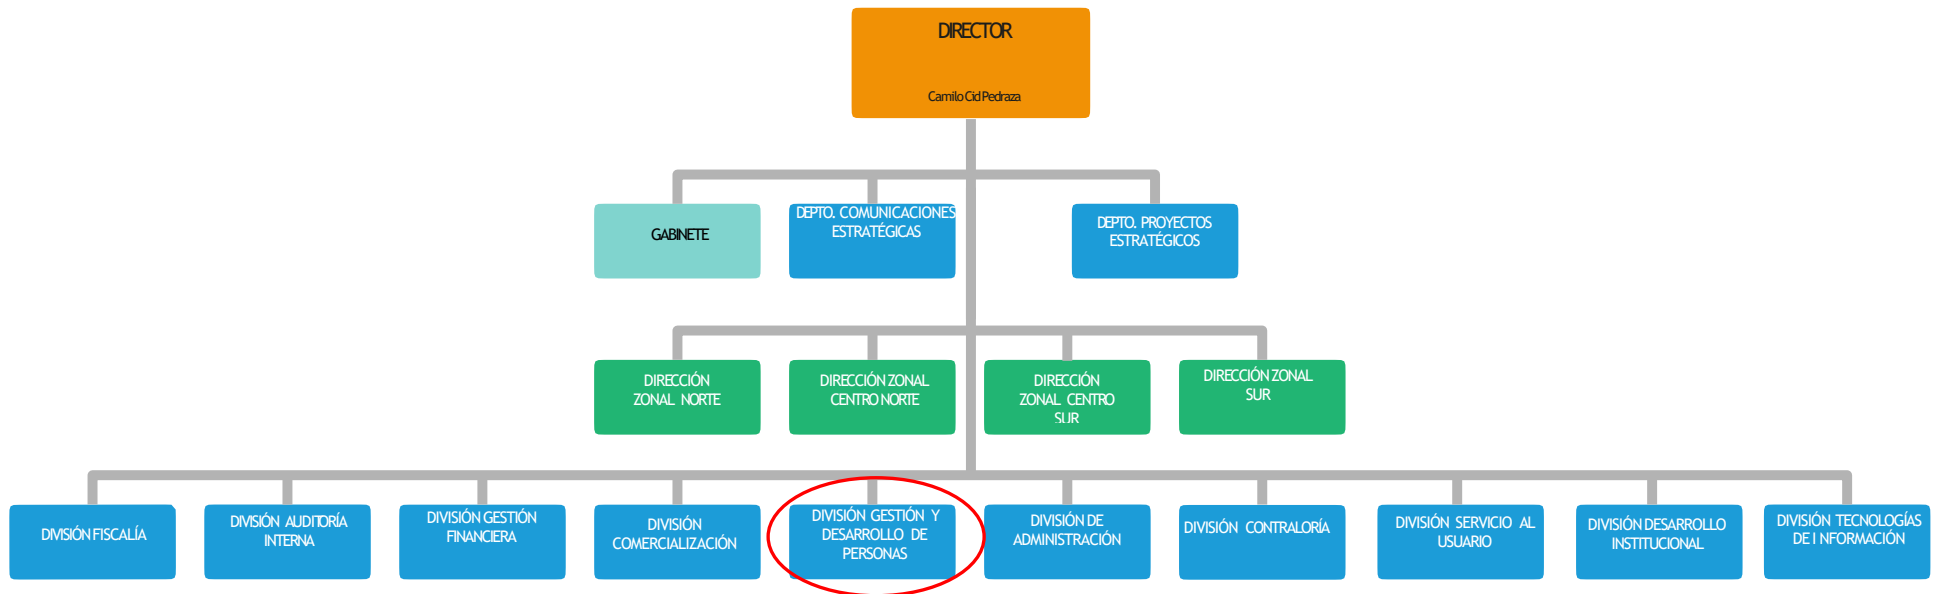 DIRECTOR
Camilo Cid Pedraza
GABINETE
DEPTO. COMUNICACIONES
ESTRATÉGICAS
DEPTO. PROYECTOS
ESTRATÉGICOS
DIRECCIÓN
ZONAL NORTE
DIRECCIÓN ZONAL
CENTRO NORTE
DIRECCIÓN
ZONAL CENTRO
SUR
DIRECCIÓN ZONAL
SUR
DIVISIÓN FISCALÍA
DIVISIÓN AUDITORÍA
INTERNA
DIVISIÓN GESTIÓN
FINANCIERA
DIVISIÓN
COMERCIALIZACIÓN
DIVISIÓN GESTIÓN Y
DESARROLLO DE
PERSONAS
DIVISIÓN DE
ADMINISTRACIÓN
DIVISIÓN CONTRALORÍA
DIVISIÓN SERVICIO AL
USUARIO
DIVISIÓN DESARROLLO
INSTITUCIONAL
DIVISIÓN TECNOLOGÍAS
DE I NFORMACIÓN